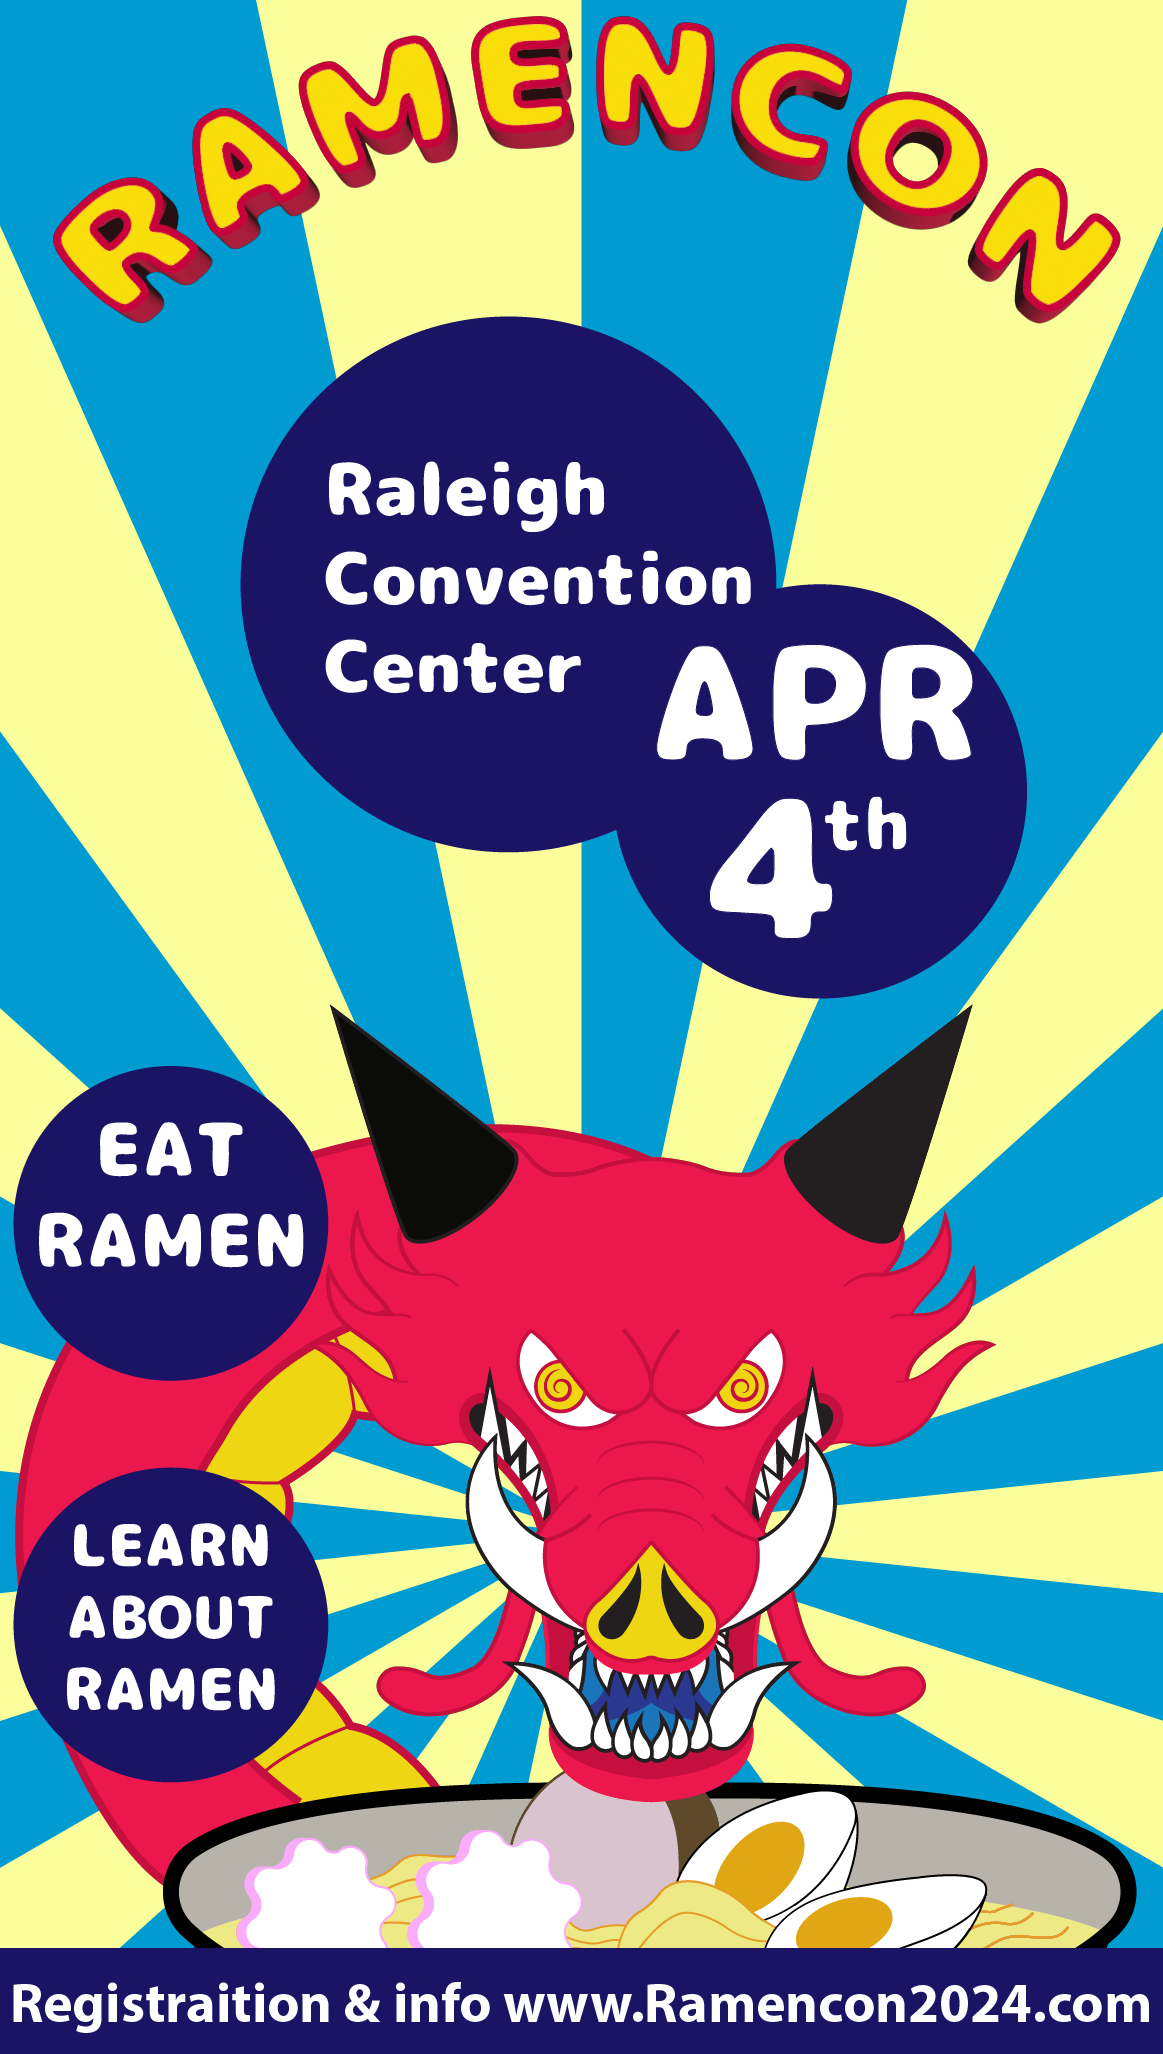 RAMENCON
Raleigh
Convention
Center
APR
4th
EAT
RAMEN
LEARN
ABOUT
RAMEN
Registraition & info www.Ramencon2024.com